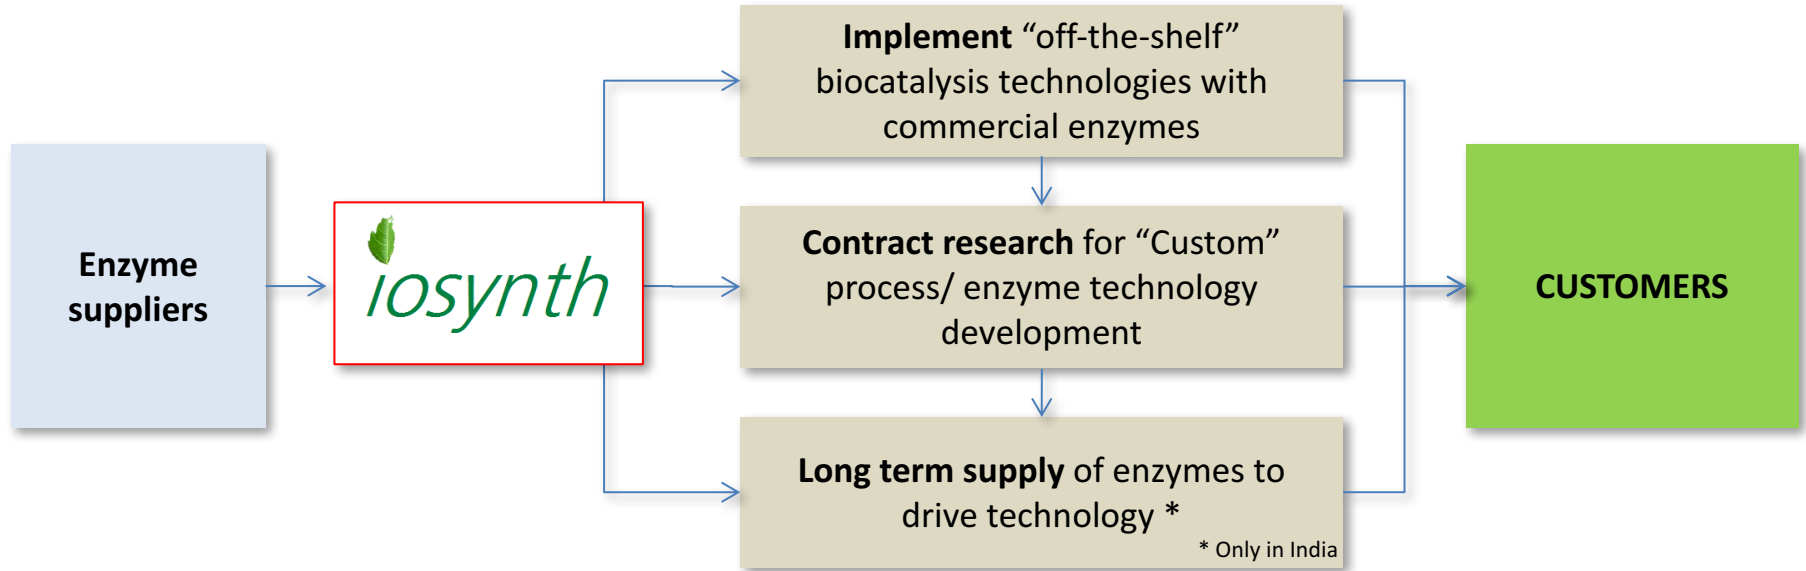 Implement “off-the-shelf”
biocatalysis technologies with
commercial enzymes
Enzyme
suppliers
iosynth
Contract research for “Custom”
process/ enzyme technology
development
CUSTOMERS
Long term supply of enzymes to
drive technology *
* Only in India